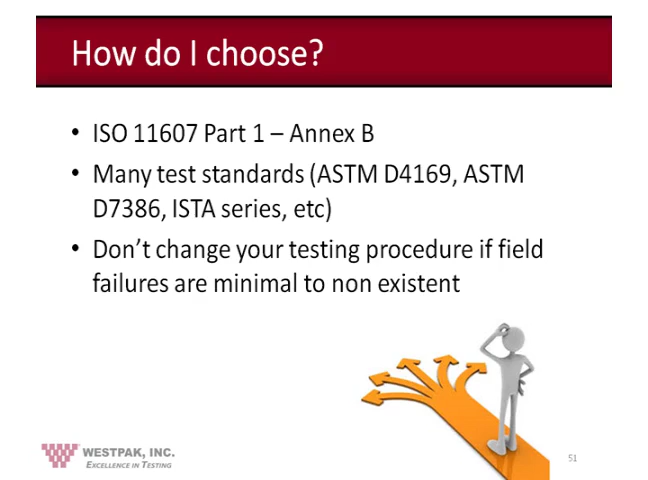 How do I choose?
• ISO 11607 Part 1 – Annex B
• Many test standards (ASTM D4169, ASTM
D7386, ISTA series, etc)
• Don’t change your testing procedure if field
failures are minimal to non existent
WESTPAK, INC.
EXCELLENCE IN TESTING
51